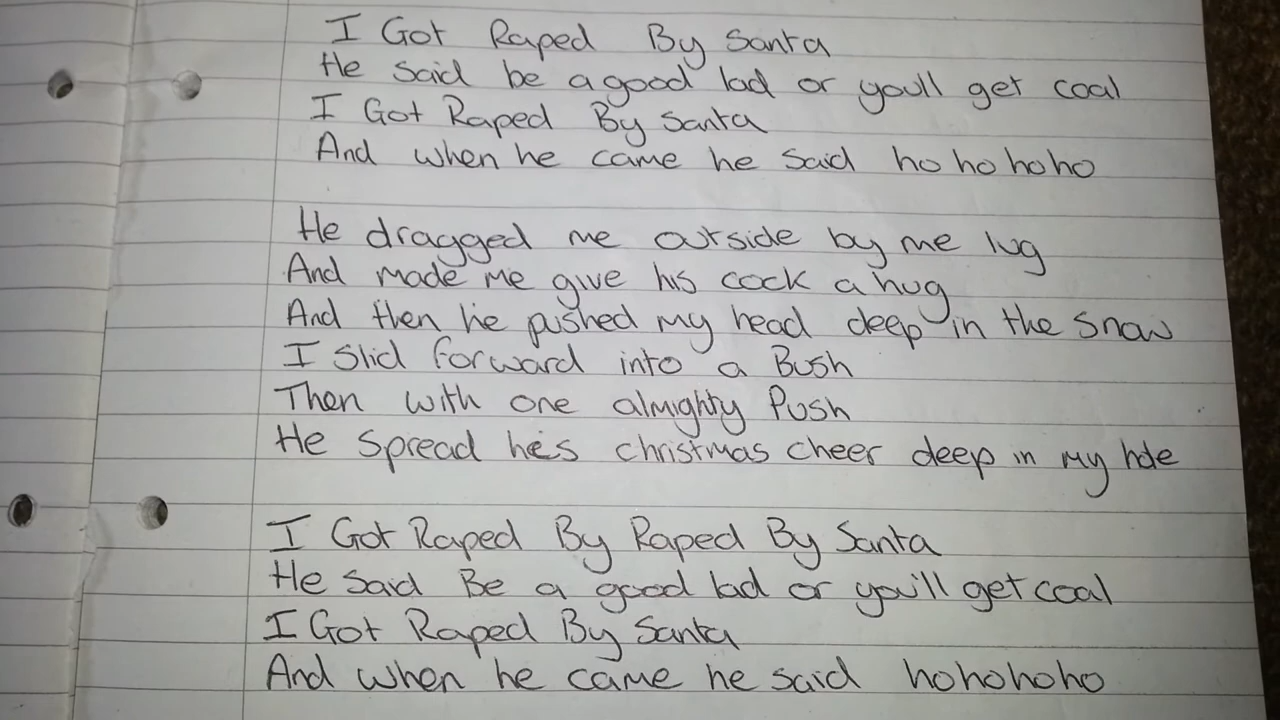 I Got Raped By Santa
He said be a good lad or youll get coal
I Got Raped By Santa
And when he came he said ho ho ho ho
He dragged me outside by me lug
And made me give his cock a hug
And then he pushed my head deep in the snow
I slid forward into a Bush
Then with one almighty Push
He spread he's christmas cheer deep in my hole
I Got Raped By Raped By Santa
He said Be a good lad or you'll get coal
I Got Raped By Santa
And when he came he said hohohoho